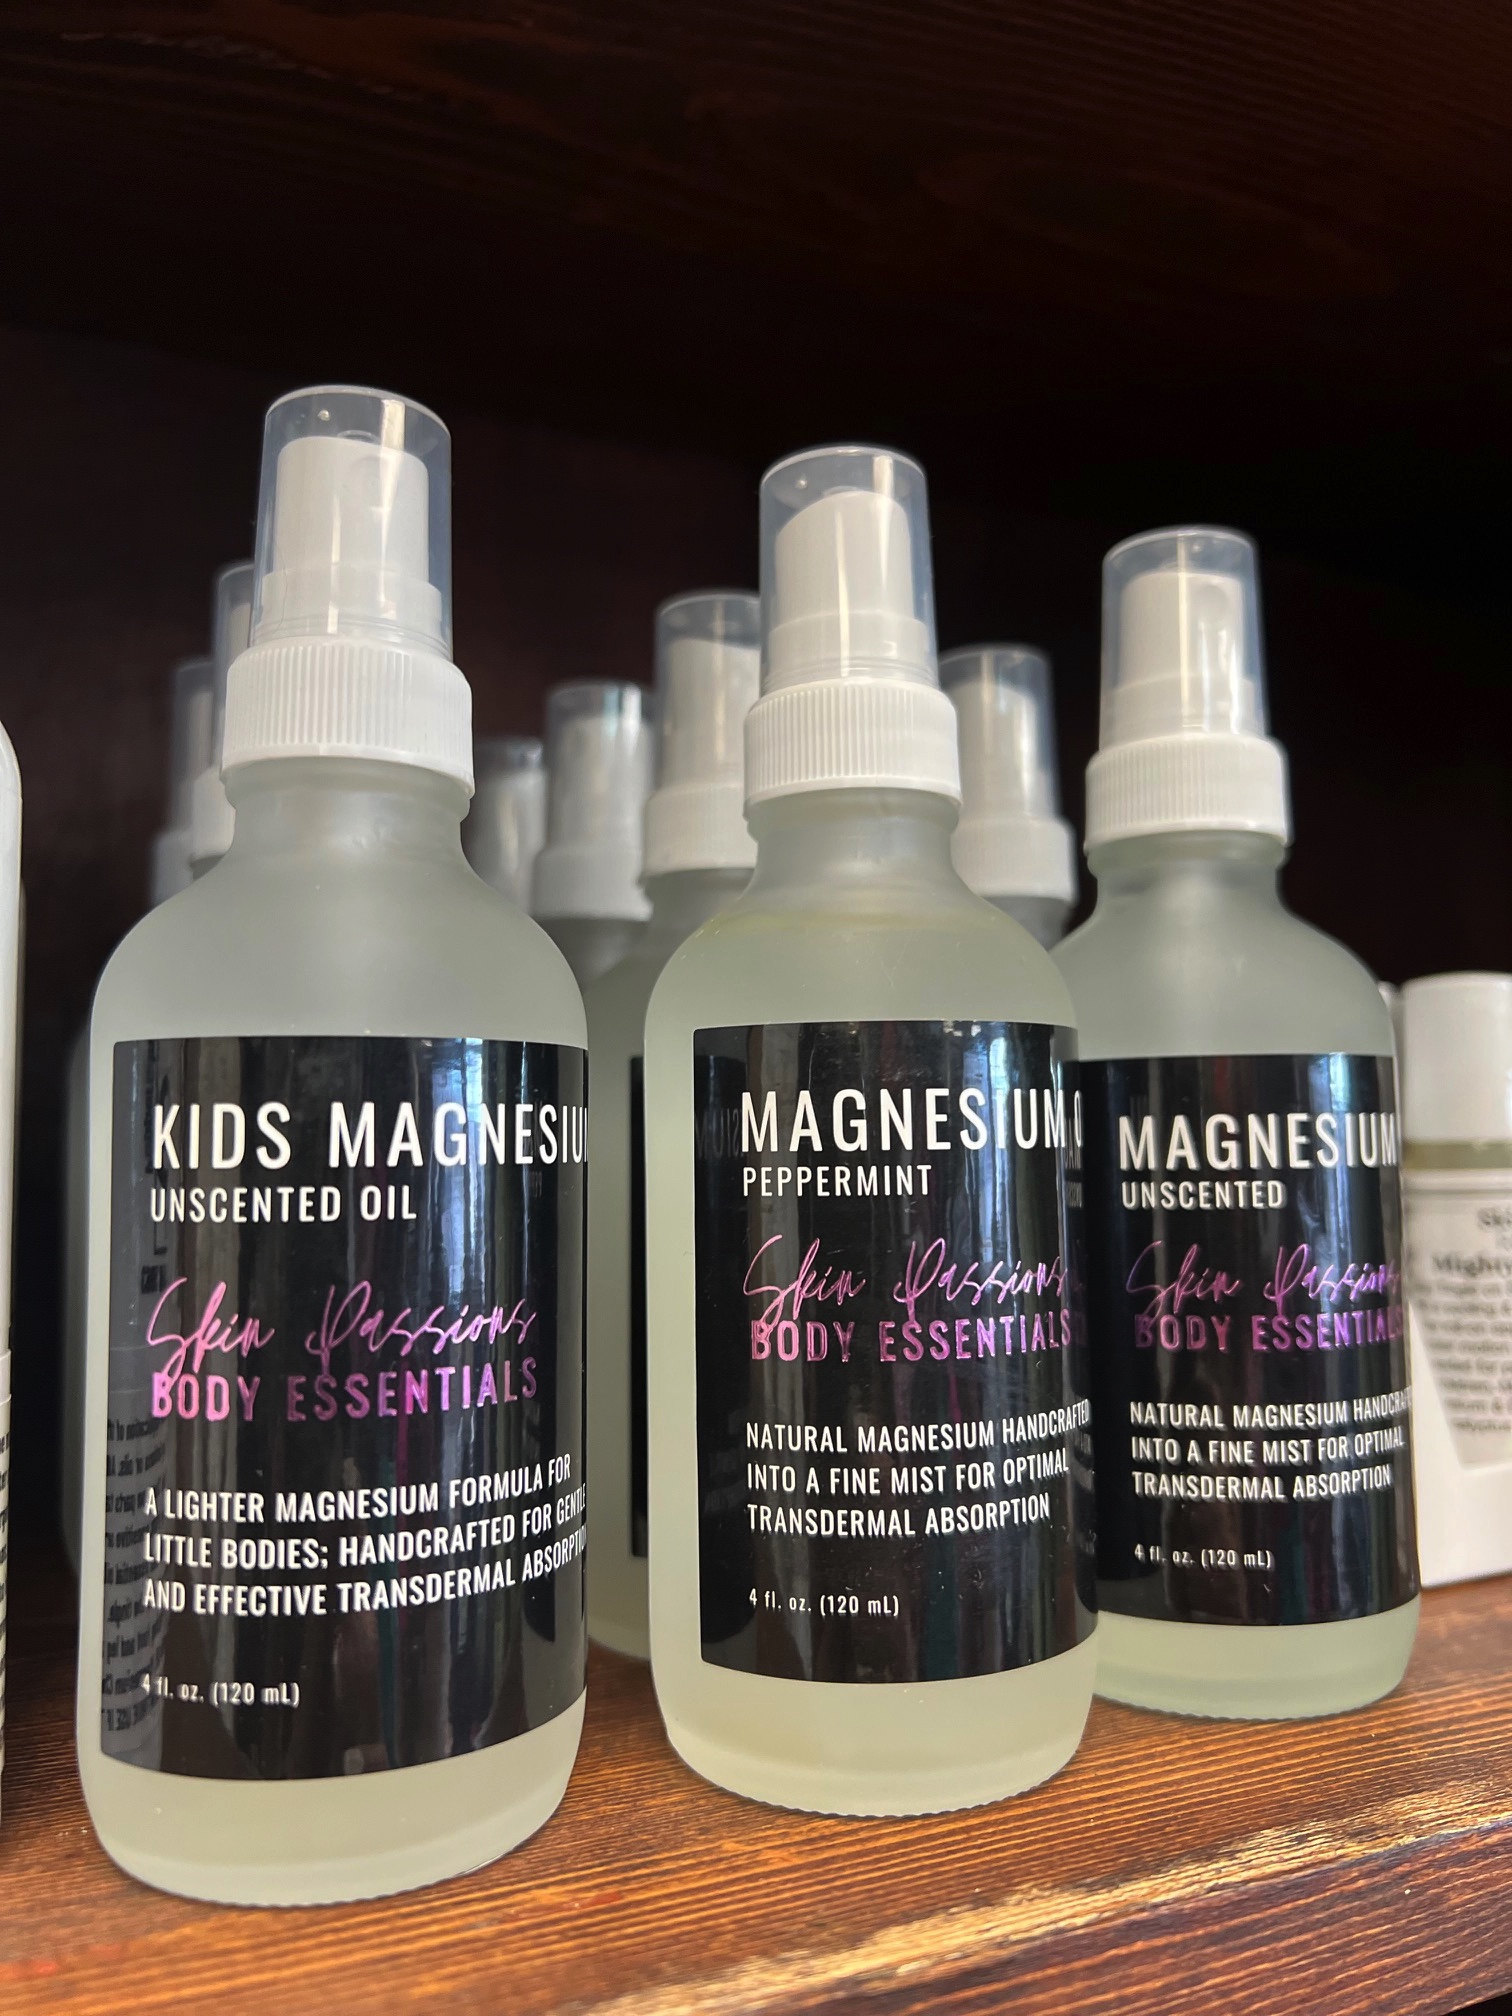 KIDS MAGNESIUM
UNSCENTED OIL
Skin Passions
BODY ESSENTIALS
A LIGHTER MAGNESIUM FORMULA FOR
LITTLE BODIES; HANDCRAFTED FOR GENTLE
AND EFFECTIVE TRANSDERMAL ABSORPTION
4 fl. oz. (120 mL)
MAGNESIUM
PEPPERMINT
Skin Passions
BODY ESSENTIALS
NATURAL MAGNESIUM HANDCRAFTED
INTO A FINE MIST FOR OPTIMAL
TRANSDERMAL ABSORPTION
4 fl. oz. (120 mL)
MAGNESIUM
UNSCENTED
Skin Passions
BODY ESSENTIALS
NATURAL MAGNESIUM HANDCRAFTED
INTO A FINE MIST FOR OPTIMAL
TRANSDERMAL ABSORPTION
4 fl. oz. (120 mL)
Mighty